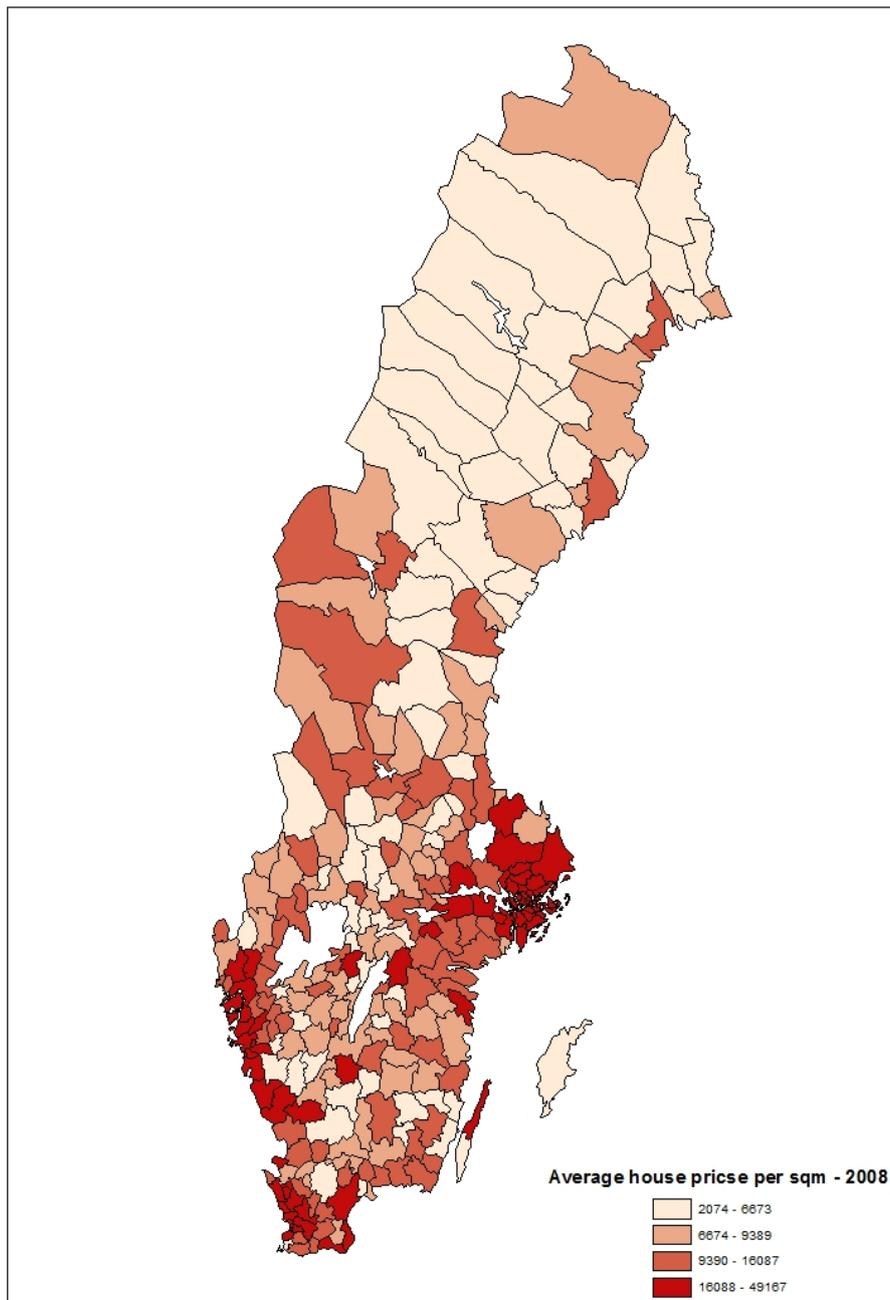 Average house pricse per sqm - 2008
2074 - 6673
6674 - 9389
9390 - 16087
16088 - 49167